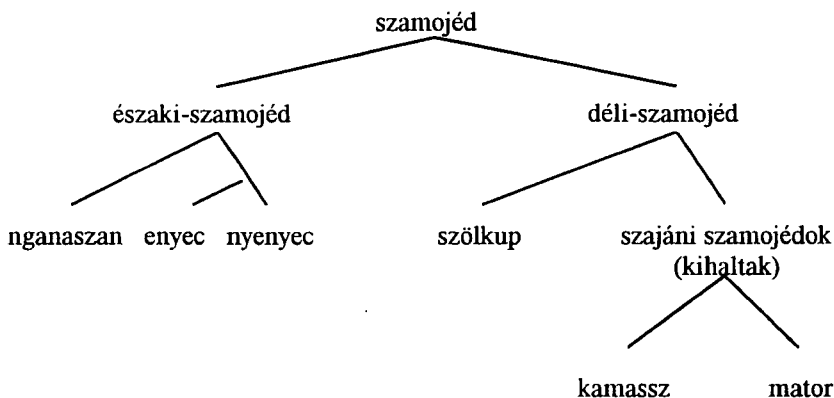 szamojéd
északi-szamojéd déli-szamojéd
nganaszan enyec nyenyec szölkup szajáni szamojédok
(kihaltak)
kamassz mator